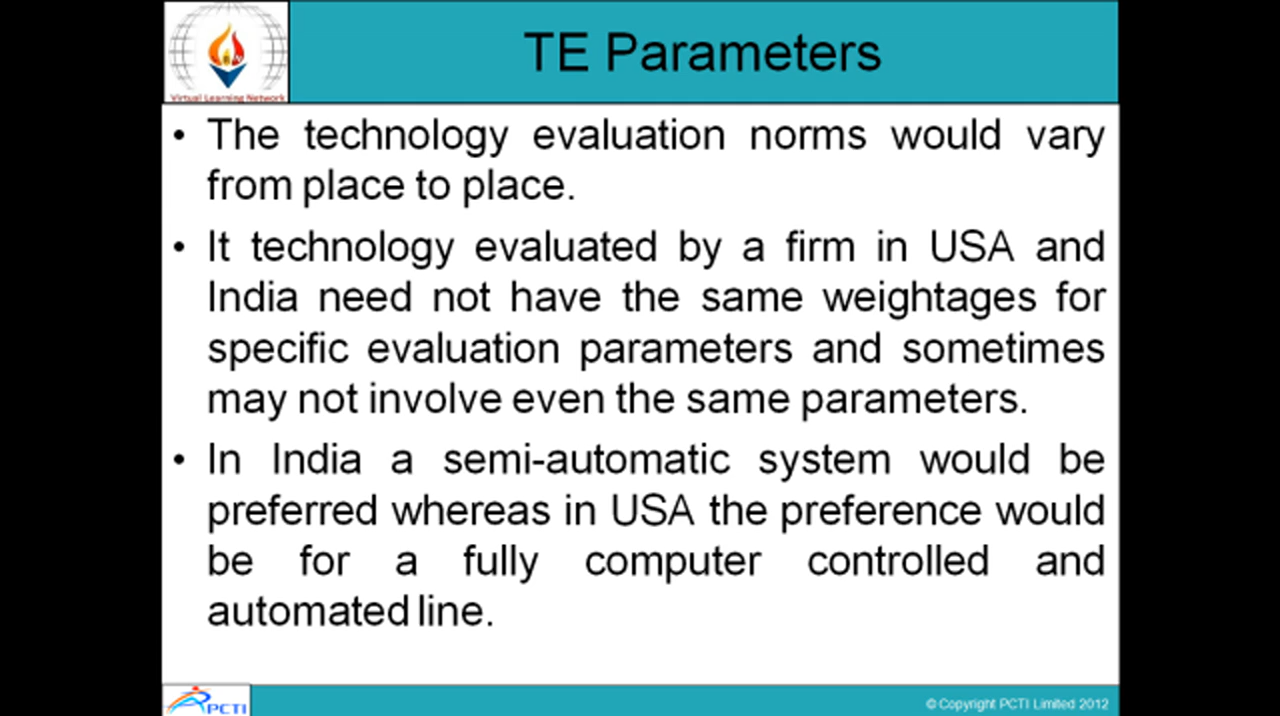 TE Parameters
Virtual Learning Network
• The technology evaluation norms would vary
from place to place.
• It technology evaluated by a firm in USA and
India need not have the same weightages for
specific evaluation parameters and sometimes
may not involve even the same parameters.
• In India a semi-automatic system would be
preferred whereas in USA the preference would
be for a fully computer controlled and
automated line.
PCTI
© Copyright PCTI Limited 2012